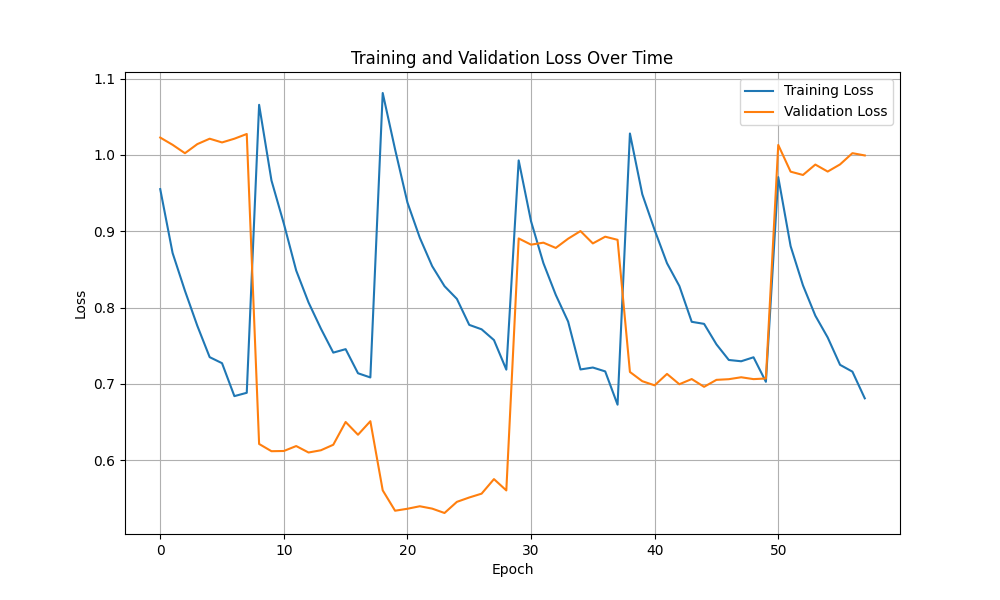 Training and Validation Loss Over Time
1.1
1.0
0.9
0.8
0.7
0.6
Loss
Training Loss
Validation Loss
0
10
20
30
40
50
Epoch